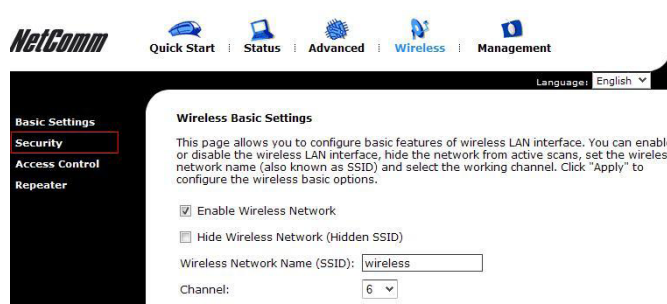 NetComm
Quick Start Status Advanced Wireless Management
Language: English
Basic Settings
Security
Access Control
Repeater
Wireless Basic Settings
This page allows you to configure basic features of wireless LAN interface. You can enabl
or disable the wireless LAN interface, hide the network from active scans, set the wireles
network name (also known as SSID) and select the working channel. Click "Apply" to
configure the wireless basic options.
Enable Wireless Network
Hide Wireless Network (Hidden SSID)
Wireless Network Name (SSID): wireless
Channel: 6